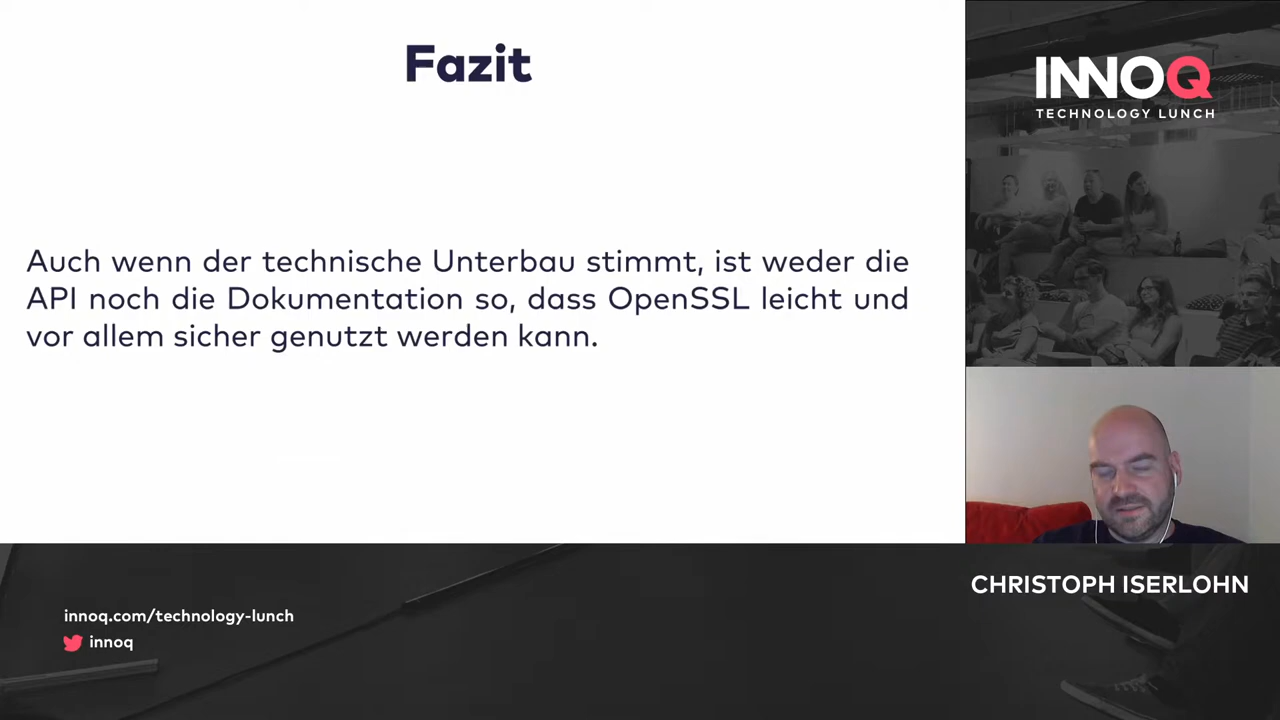 Fazit
Auch wenn der technische Unterbau stimmt, ist weder die
API noch die Dokumentation so, dass OpenSSL leicht und
vor allem sicher genutzt werden kann.
INNOQ
TECHNOLOGY LUNCH
CHRISTOPH ISERLOHN
innoq.com/technology-lunch
innoq